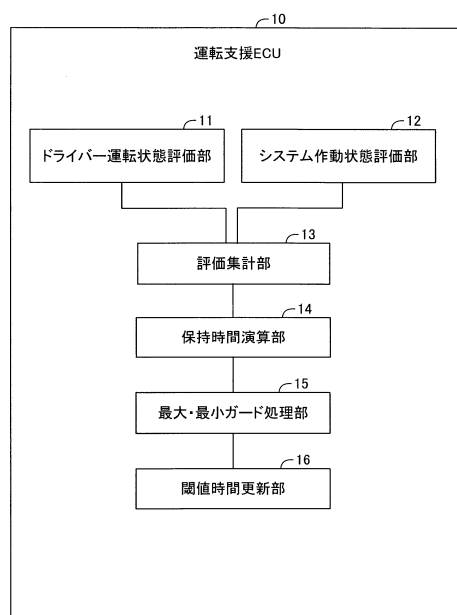 10
運転支援ECU
11
12
ドライバー運転状態評価部
システム作動状態評価部
13
評価集計部
14
保持時間演算部
15
最大・最小ガード処理部
16
閾値時間更新部